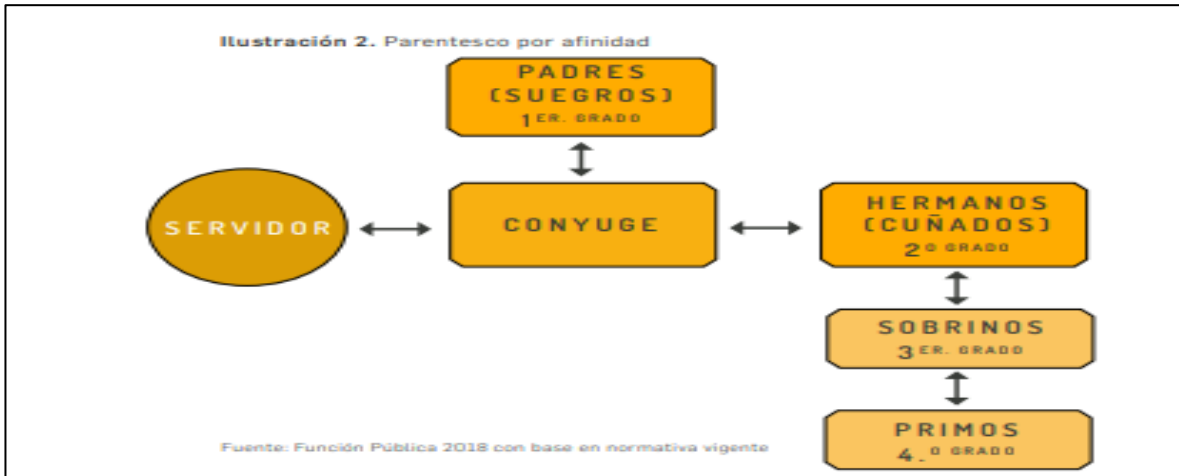 Ilustración 2. Parentesco por afinidad
PADRES
(SUEGROS)
1ER. GRADO
SERVIDOR
CONYUGE
HERMANOS
(CUÑADOS)
2º GRADO
SOBRINOS
3ER. GRADO
PRIMOS
4.º GRADO
Fuente: Función Pública 2018 con base en normativa vigente